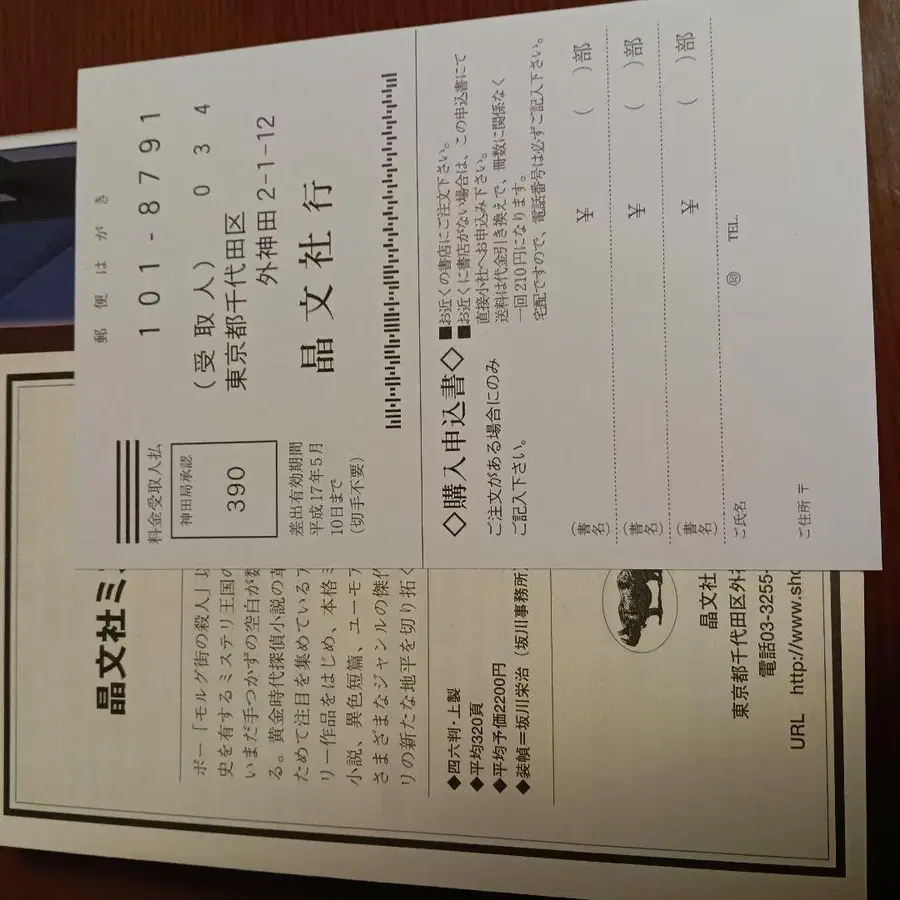 郵便はがき
101-8791
料金受取人払
神田局承認
390
差出有効期間
平成17年5月
10日まで
(切手不要)
(受取人) 034
東京都千代田区
外神田2-1-12
晶文社行
◇購入申込書◇
ご注文がある場合にのみ
ご記入下さい。
■お近くの書店にご注文下さい。
■お近くに書店がない場合は、この申込書にて
直接小社へお申込み下さい。
送料は代金引き換えで、冊数に関係なく
一回210円になります。
宅配ですので、電話番号は必ずご記入下さい。
(書名) ¥ ( )部
(書名) ¥ ( )部
(書名) ¥ ( )部
ご氏名 ㊞ TEL.
ご住所 〒
晶文社ミ
ポー「モルグ街の殺人」以
史を有するミステリ王国の
いまだ手つかずの空白が数
る。黄金時代探偵小説の革
ためて注目を集めている
リー作品をはじめ、本格ミ
小説、異色短篇、ユーモア
さまざまなジャンルの傑作
リの新たな地平を切り拓く
◆四六判・上製
◆平均320頁
◆平均予価2200円
◆装幀=坂川栄治(坂川事務所)
晶文社
東京都千代田区外
電話03-3255-
URL http://www.sho